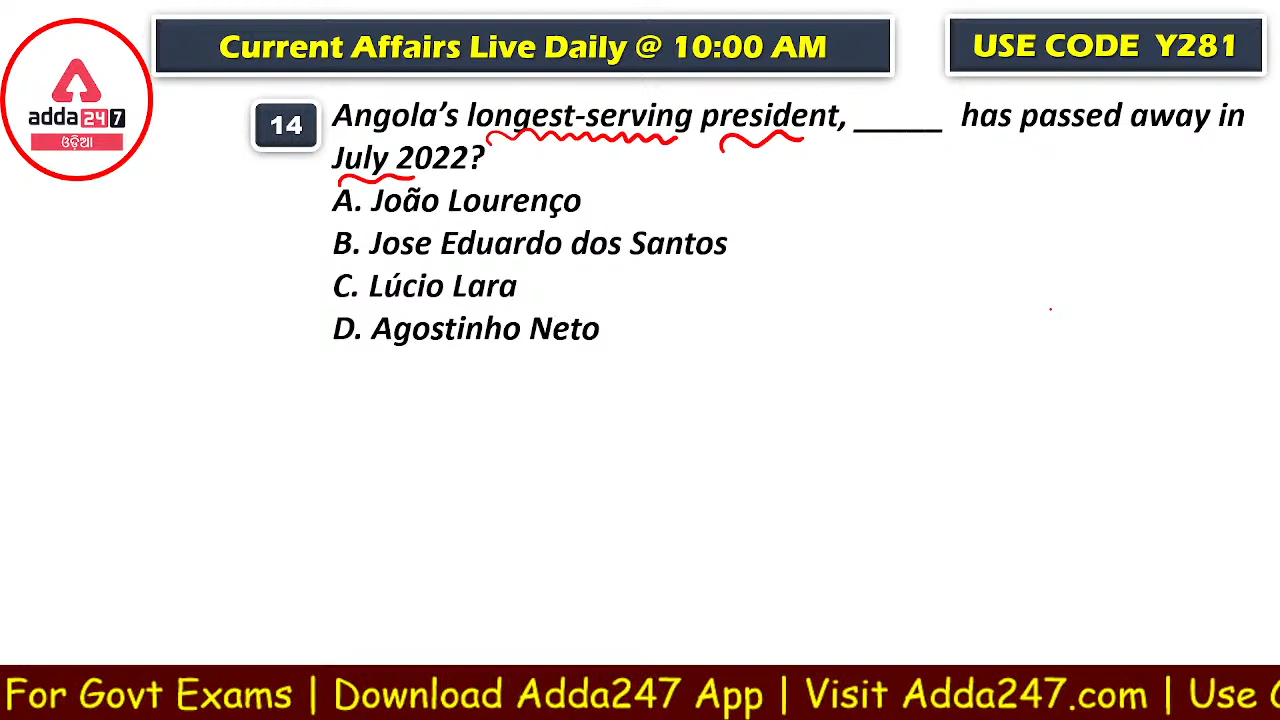 Current Affairs Live Daily @ 10:00 AM
USE CODE Y281
adda247
ଓଡ଼ିଆ
14
Angola's longest-serving president, _____ has passed away in
July 2022?
A. João Lourenço
B. Jose Eduardo dos Santos
C. Lúcio Lara
D. Agostinho Neto
For Govt Exams | Download Adda247 App | Visit Adda247.com | Use